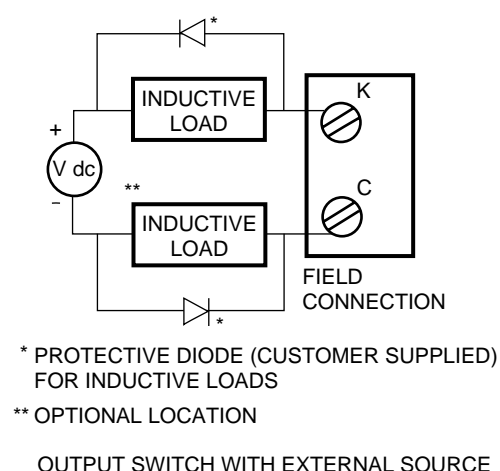 *
INDUCTIVE
LOAD
K
+
V dc
–
**
C
INDUCTIVE
LOAD
*
FIELD
CONNECTION
* PROTECTIVE DIODE (CUSTOMER SUPPLIED)
FOR INDUCTIVE LOADS
** OPTIONAL LOCATION
OUTPUT SWITCH WITH EXTERNAL SOURCE